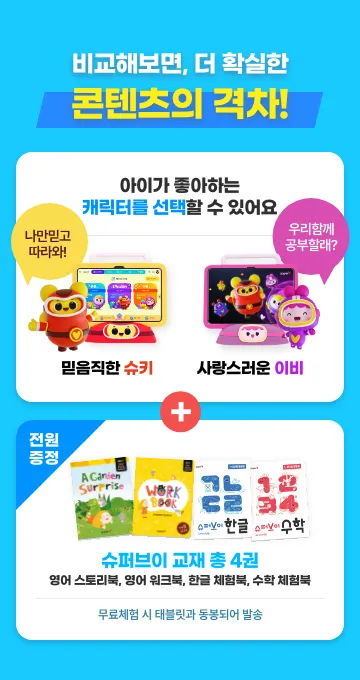 비교해보면, 더 확실한
콘텐츠의 격차!
아이가 좋아하는
캐릭터를 선택할 수 있어요
나만믿고
따라와!
우리함께
공부할래?
믿음직한 슈키
사랑스러운 이비
+
전원
증정
A Garden
Surprise
WORK
BOOK
슈퍼브이 한글
슈퍼브이 수학
슈퍼브이 교재 총 4권
영어 스토리북, 영어 워크북, 한글 체험북, 수학 체험북
무료체험 시 태블릿과 동봉되어 발송